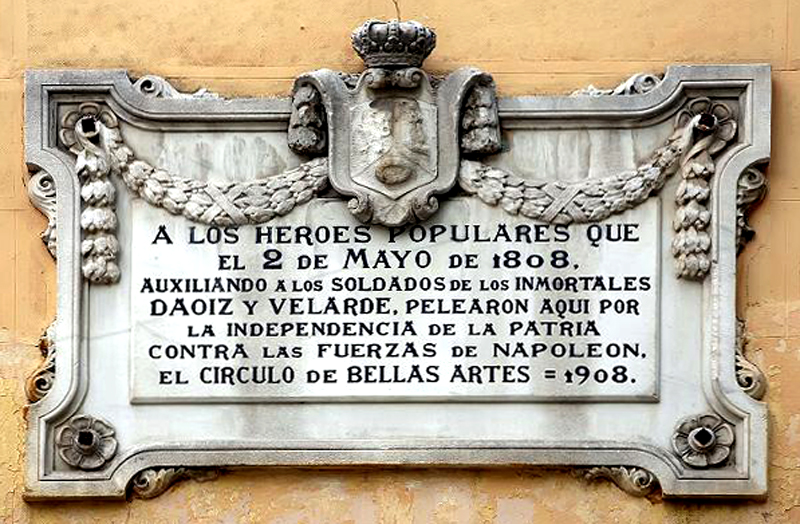 A LOS HEROES POPULARES QUE
EL 2 DE MAYO DE 1808,
AUXILIANDO A LOS SOLDADOS DE LOS INMORTALES
DAOIZ Y VELARDE, PELEARON AQUI POR
LA INDEPENDENCIA DE LA PATRIA
CONTRA LAS FUERZAS DE NAPOLEON.
EL CIRCULO DE BELLAS ARTES = 1908.